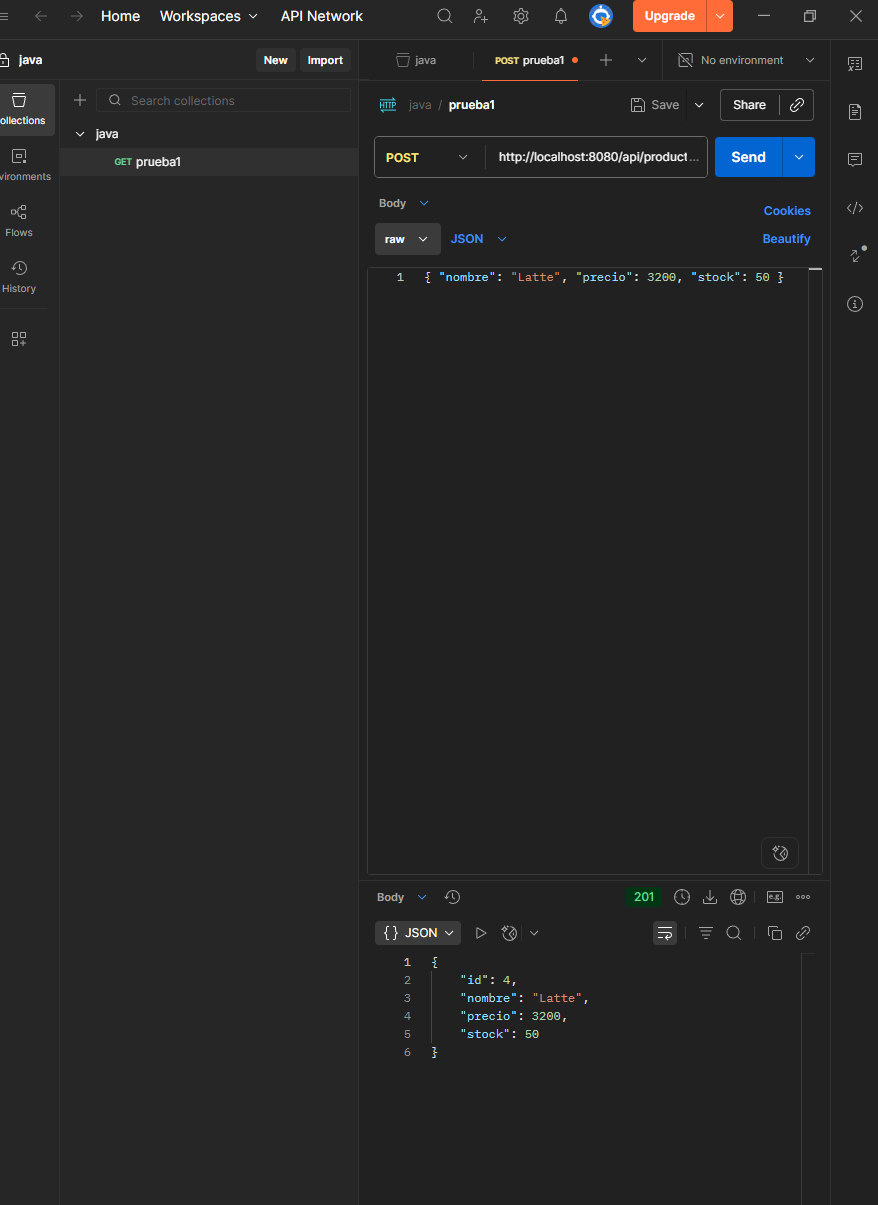 Home Workspaces API Network Upgrade
java New Import java POST prueba1 No environment
Search collections
HTTP java / prueba1 Save Share
ollections
java
GET prueba1
POST http://localhost:8080/api/product...
vironments
Body Cookies
Flows
raw JSON Beautify
History
1 { "nombre": "Latte", "precio": 3200, "stock": 50 }
Body 201 e.g.
{} JSON
1 {
2 "id": 4,
3 "nombre": "Latte",
4 "precio": 3200,
5 "stock": 50
6 }